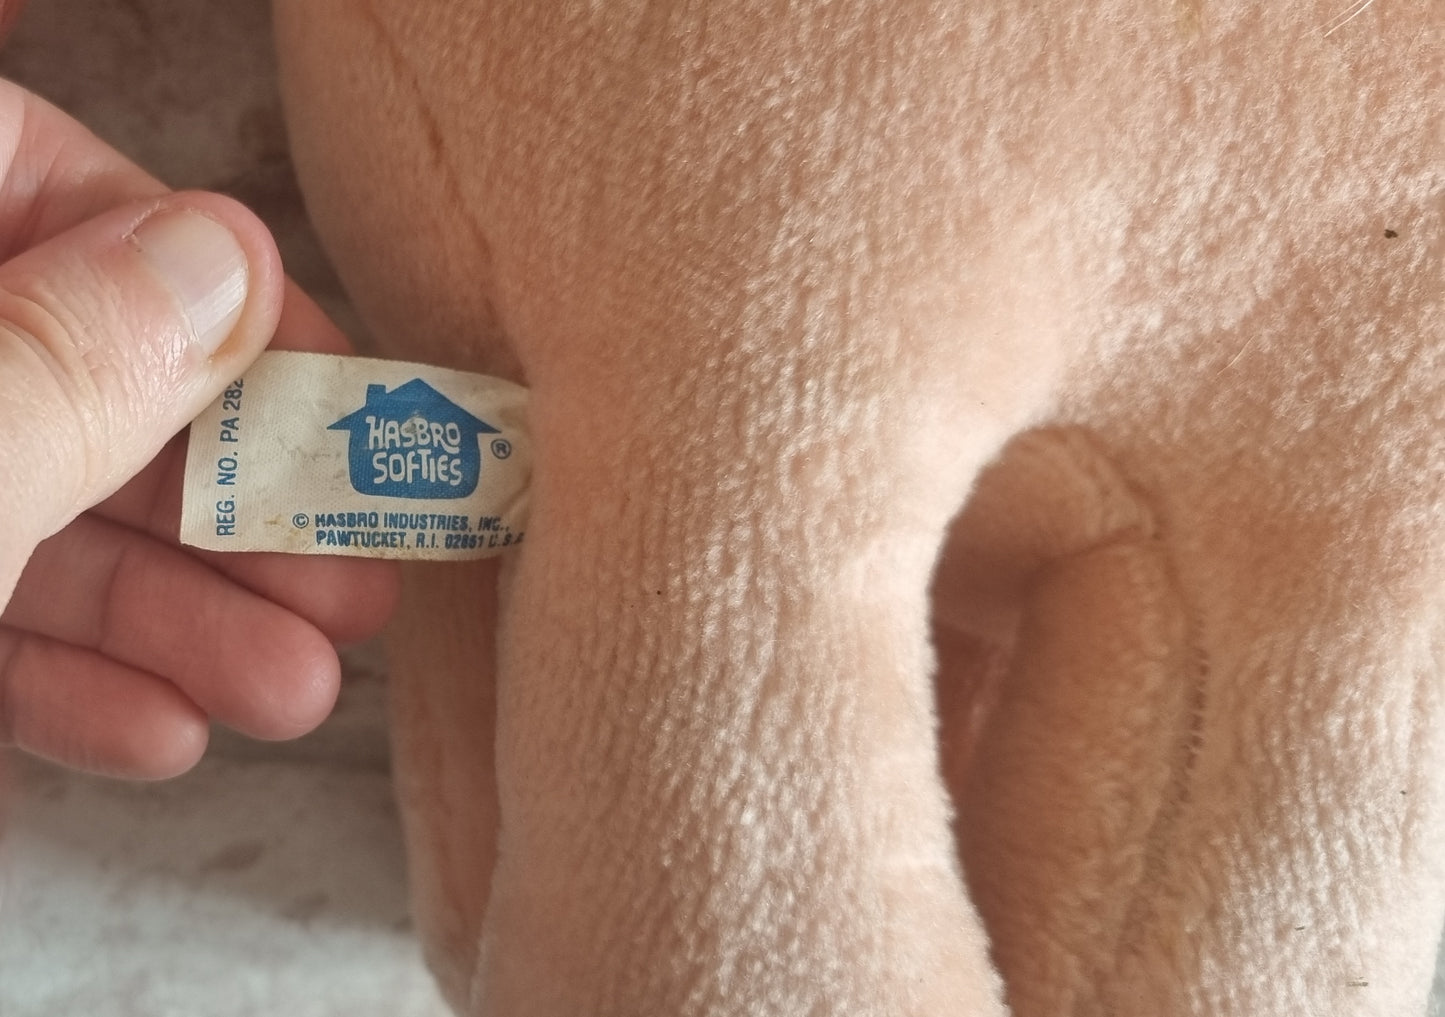 HASBRO
SOFTIES
®
© HASBRO INDUSTRIES, INC.,
PAWTUCKET, R.I. 02861 U.S.A
REG. NO. PA 282